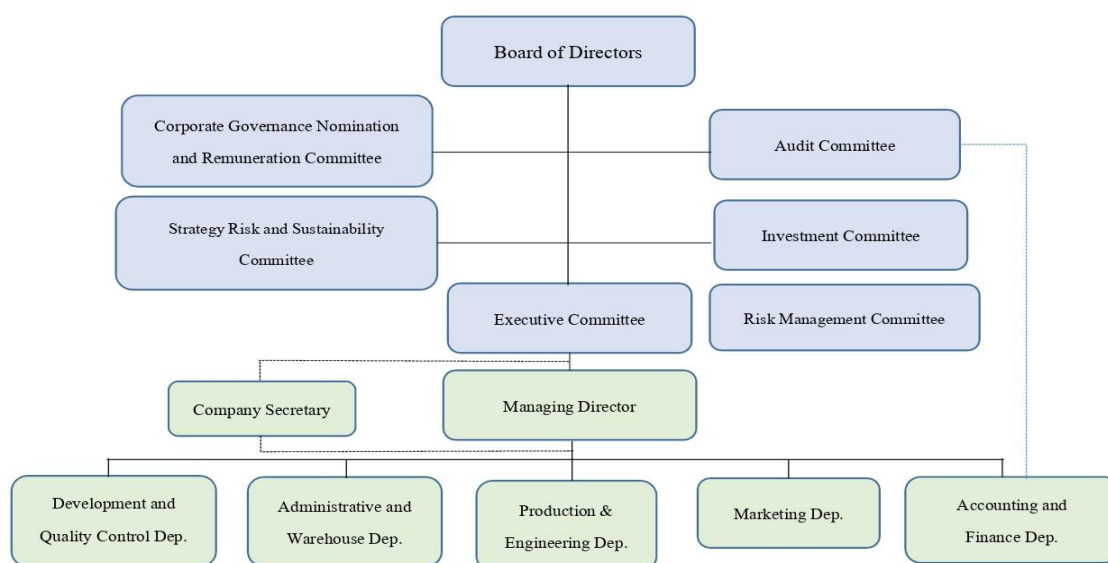 Board of Directors
Corporate Governance Nomination
and Remuneration Committee
Audit Committee
Strategy Risk and Sustainability
Committee
Investment Committee
Executive Committee
Risk Management Committee
Company Secretary
Managing Director
Development and
Quality Control Dep.
Administrative and
Warehouse Dep.
Production &
Engineering Dep.
Marketing Dep.
Accounting and
Finance Dep.